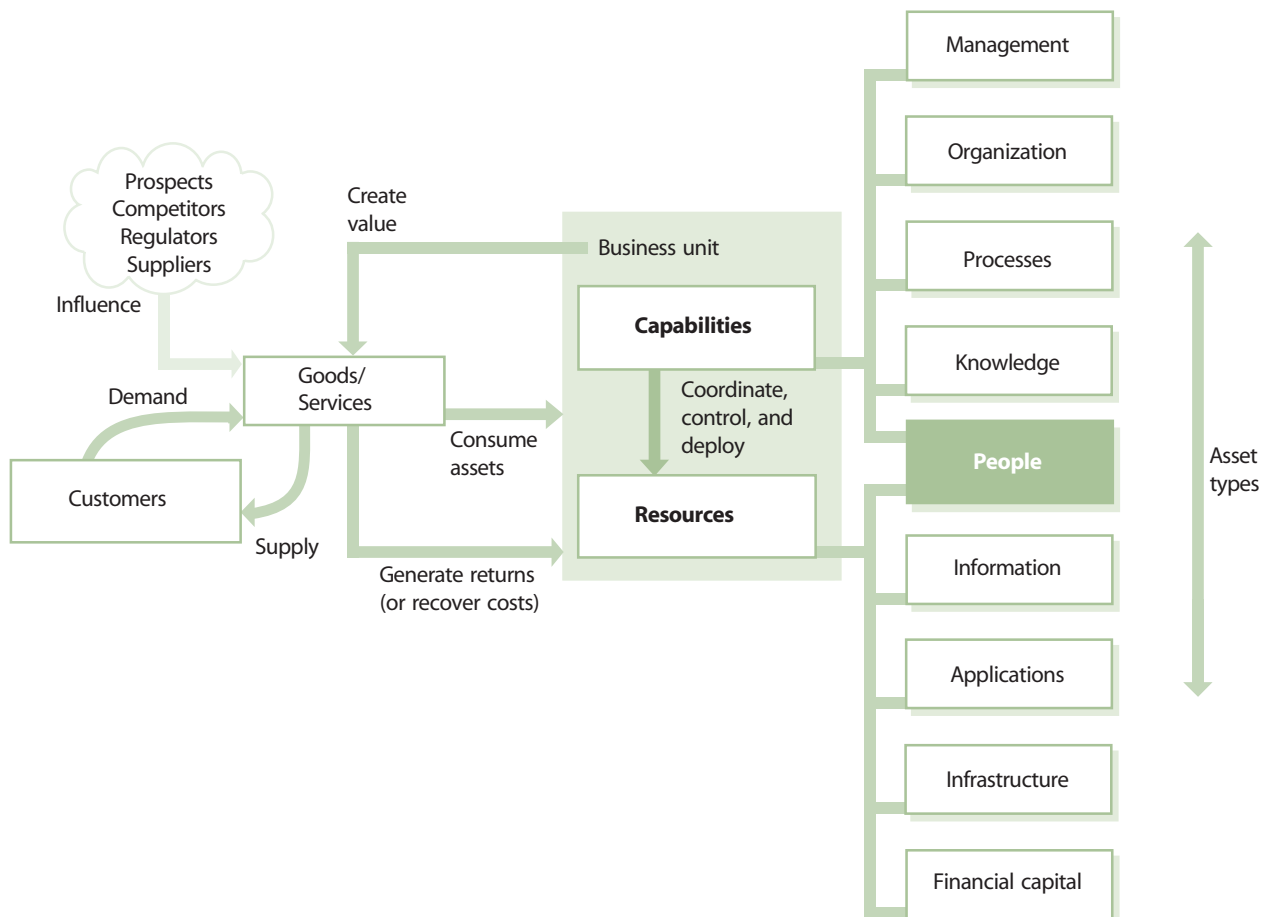 Management
Organization
Prospects
Competitors
Regulators
Suppliers
Create
value
Business unit
Processes
Influence
Capabilities
Knowledge
Goods/
Services
Demand
Coordinate,
control, and
deploy
Consume
assets
People
Asset
types
Customers
Resources
Supply
Generate returns
(or recover costs)
Information
Applications
Infrastructure
Financial capital